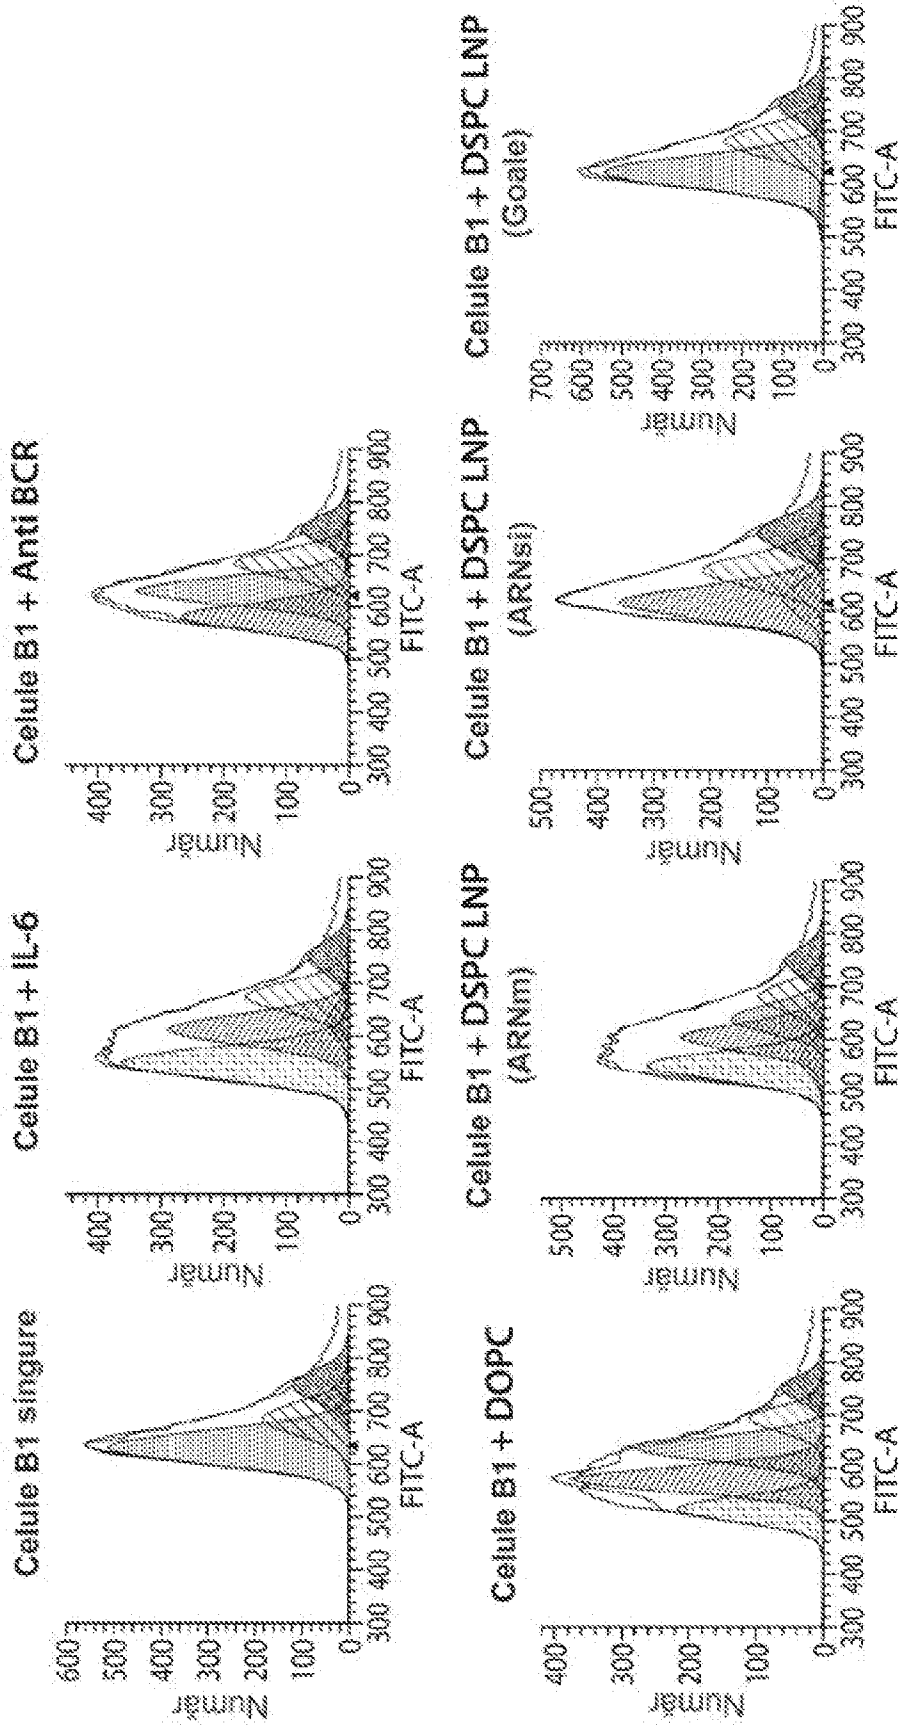 Celule B1 singure
Număr
600
500
400
300
200
100
0
300 400 500 600 700 800 900
FITC-A
Celule B1+ IL-6
Număr
400
300
200
100
0
300 400 500 600 700 800 900
FITC-A
Celule B1 + Anti BCR
Număr
400
300
200
100
0
300 400 500 600 700 800 900
FITC-A
Celule B1 + DOPC
Număr
400
300
200
100
0
300 400 500 600 700 800 900
FITC-A
Celule B1 + DSPC LNP
(ARNm)
Număr
500
400
300
200
100
0
300 400 500 600 700 800 900
FITC-A
Celule B1 + DSPC LNP
(ARNsi)
Număr
500
400
300
200
100
0
300 400 500 600 700 800 900
FITC-A
Celule B1 + DSPC LNP
(Goale)
Număr
700
600
500
400
300
200
100
0
300 400 500 600 700 800 900
FITC-A